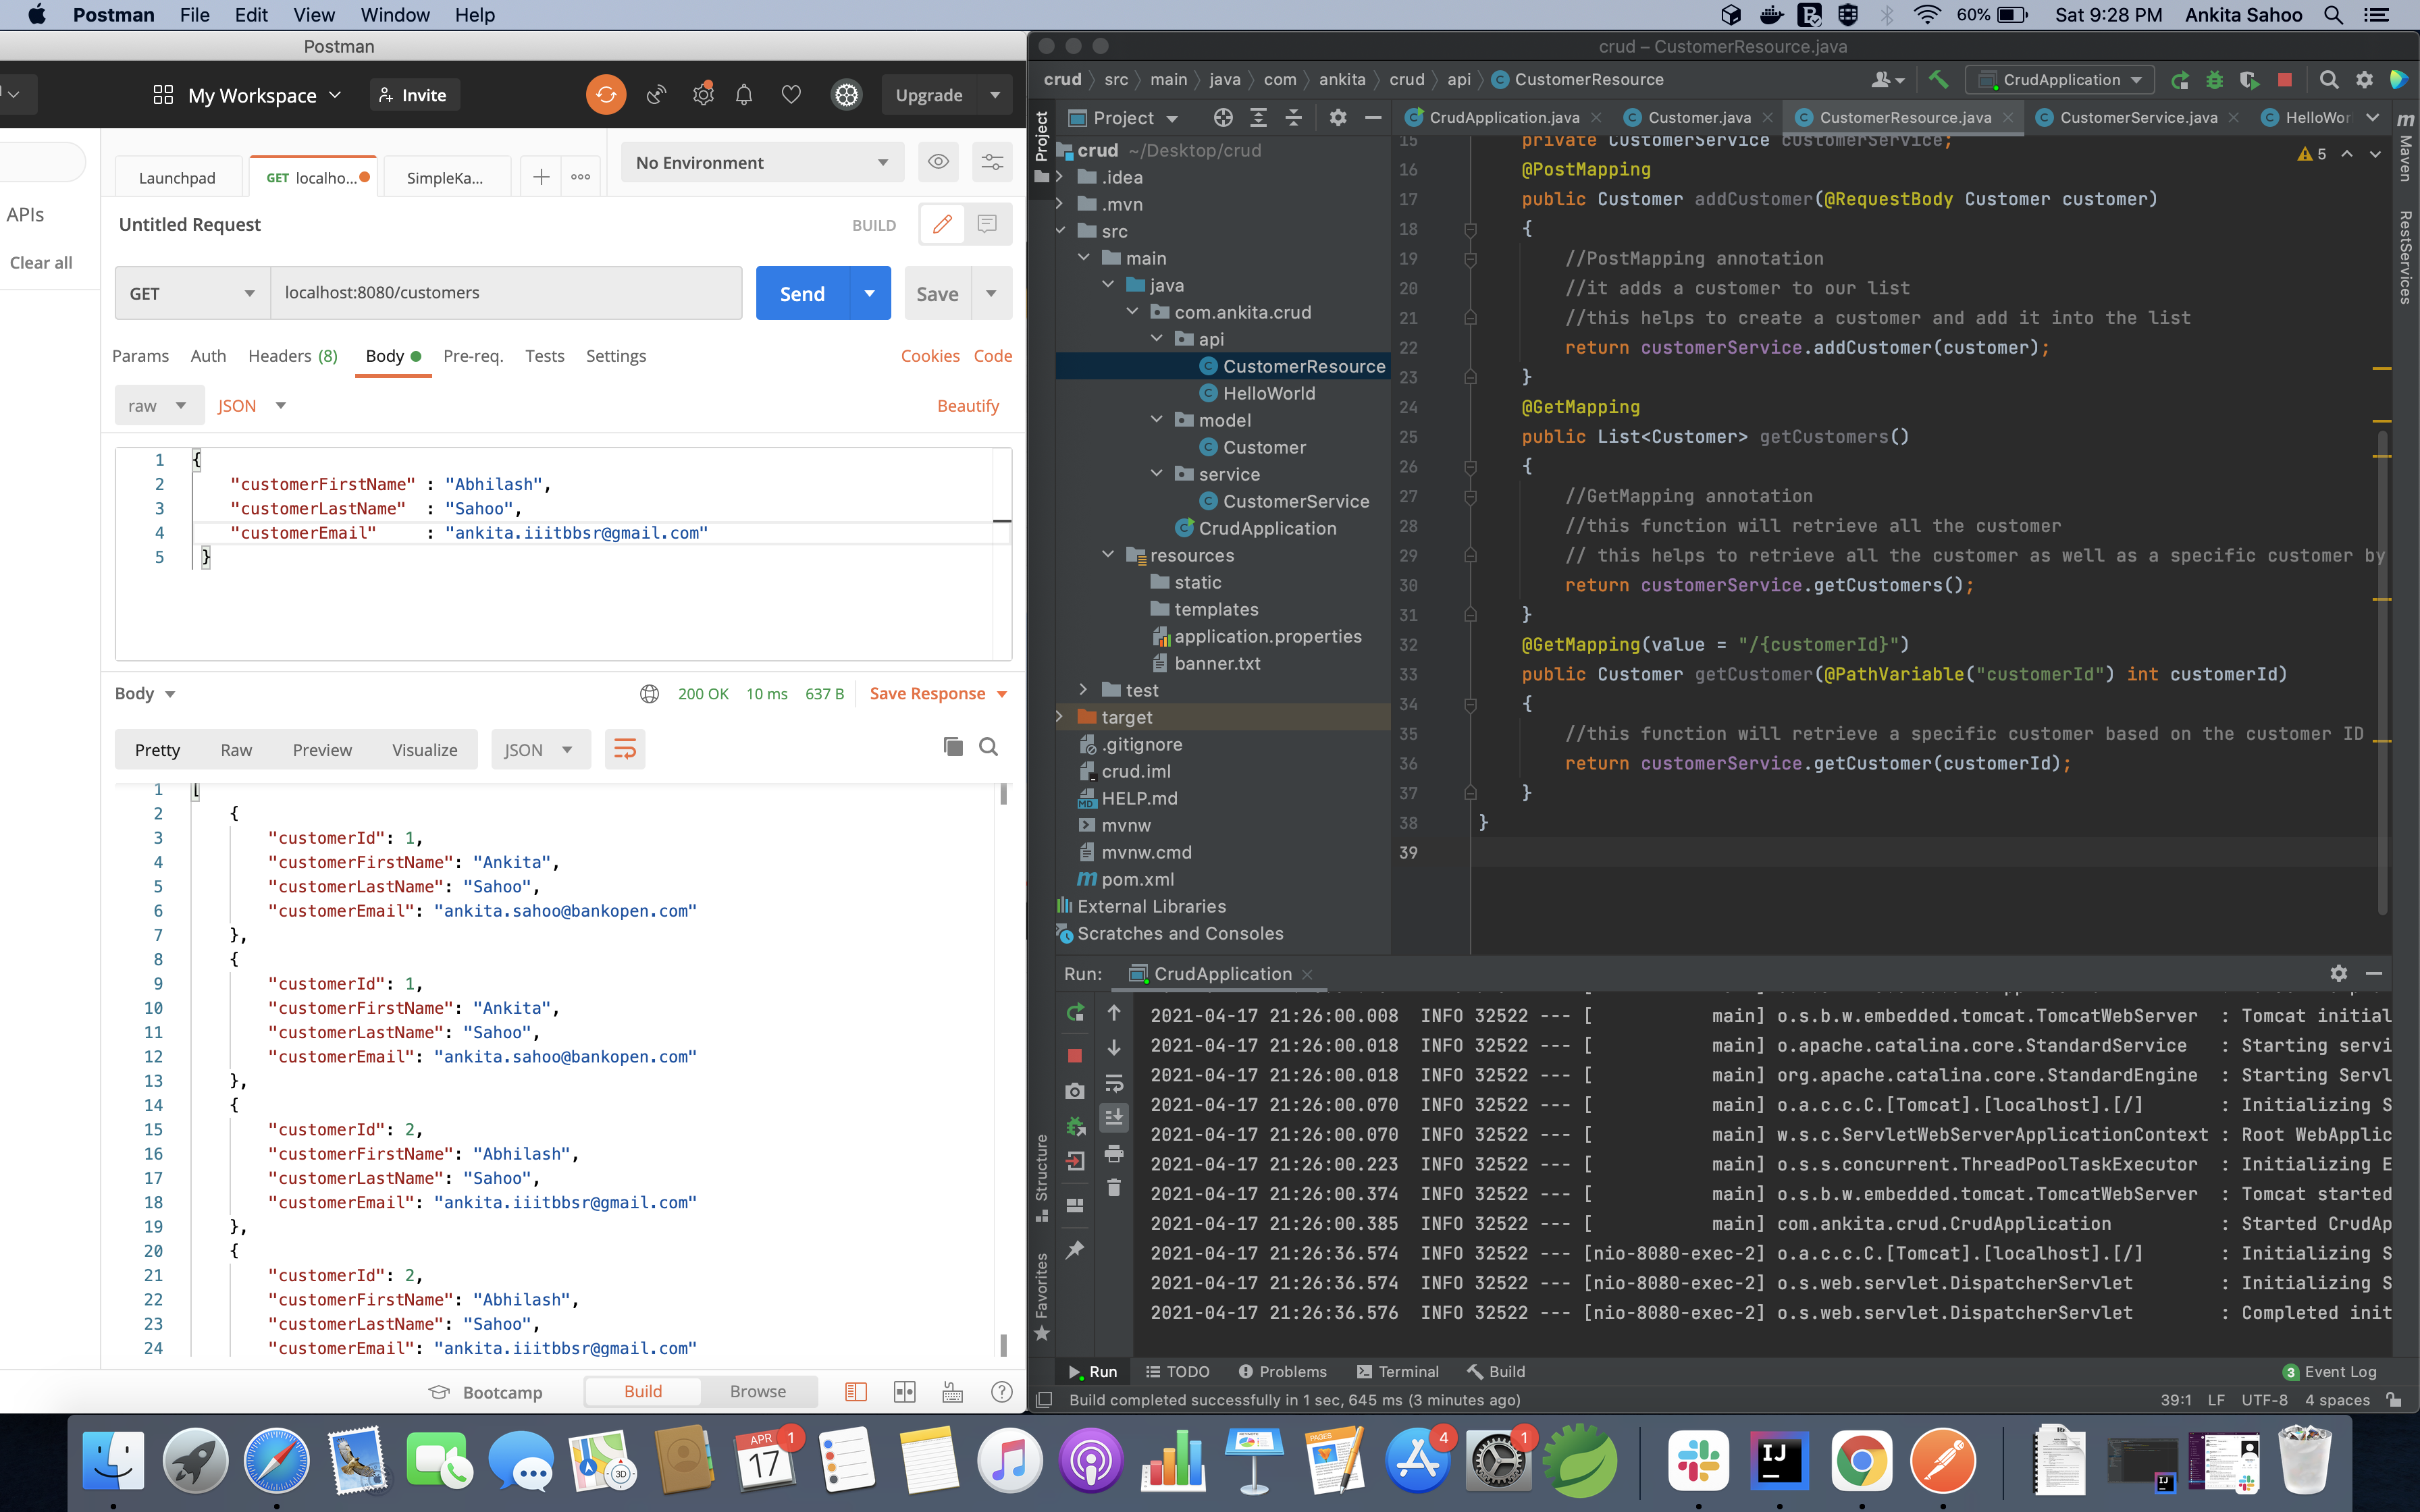 Postman File Edit View Window Help
60% Sat 9:28 PM Ankita Sahoo
Postman
My Workspace Invite Upgrade
APIs
Clear all
Launchpad GET localho... SimpleKa... No Environment
Untitled Request BUILD
GET localhost:8080/customers Send Save
Params Auth Headers (8) Body Pre-req. Tests Settings Cookies Code
raw JSON Beautify
1 {
2 "customerFirstName" : "Abhilash",
3 "customerLastName" : "Sahoo",
4 "customerEmail" : "ankita.iiitbbsr@gmail.com"
5 }
Body 200 OK 10 ms 637 B Save Response
Pretty Raw Preview Visualize JSON
1 [
2 {
3 "customerId": 1,
4 "customerFirstName": "Ankita",
5 "customerLastName": "Sahoo",
6 "customerEmail": "ankita.sahoo@bankopen.com"
7 },
8 {
9 "customerId": 1,
10 "customerFirstName": "Ankita",
11 "customerLastName": "Sahoo",
12 "customerEmail": "ankita.sahoo@bankopen.com"
13 },
14 {
15 "customerId": 2,
16 "customerFirstName": "Abhilash",
17 "customerLastName": "Sahoo",
18 "customerEmail": "ankita.iiitbbsr@gmail.com"
19 },
20 {
21 "customerId": 2,
22 "customerFirstName": "Abhilash",
23 "customerLastName": "Sahoo",
24 "customerEmail": "ankita.iiitbbsr@gmail.com"
Bootcamp Build Browse
crud – CustomerResource.java
crud src main java com ankita crud api CustomerResource CrudApplication
Project
Project
CrudApplication.java Customer.java CustomerResource.java CustomerService.java HelloWor
Maven
RestServices
crud ~/Desktop/crud
.idea
.mvn
src
main
java
com.ankita.crud
api
CustomerResource
HelloWorld
model
Customer
service
CustomerService
CrudApplication
resources
static
templates
application.properties
banner.txt
test
target
.gitignore
crud.iml
HELP.md
mvnw
mvnw.cmd
pom.xml
External Libraries
Scratches and Consoles
5
15 private CustomerService customerService;
16 @PostMapping
17 public Customer addCustomer(@RequestBody Customer customer)
18 {
19 //PostMapping annotation
20 //it adds a customer to our list
21 //this helps to create a customer and add it into the list
22 return customerService.addCustomer(customer);
23 }
24 @GetMapping
25 public List<Customer> getCustomers()
26 {
27 //GetMapping annotation
28 //this function will retrieve all the customer
29 // this helps to retrieve all the customer as well as a specific customer by
30 return customerService.getCustomers();
31 }
32 @GetMapping(value = "/{customerId}")
33 public Customer getCustomer(@PathVariable("customerId") int customerId)
34 {
35 //this function will retrieve a specific customer based on the customer ID
36 return customerService.getCustomer(customerId);
37 }
38 }
39
Run: CrudApplication
2021-04-17 21:26:00.008 INFO 32522 --- [ main] o.s.b.w.embedded.tomcat.TomcatWebServer : Tomcat initial
2021-04-17 21:26:00.018 INFO 32522 --- [ main] o.apache.catalina.core.StandardService : Starting servi
2021-04-17 21:26:00.018 INFO 32522 --- [ main] org.apache.catalina.core.StandardEngine : Starting Servl
2021-04-17 21:26:00.070 INFO 32522 --- [ main] o.a.c.c.C.[Tomcat].[localhost].[/] : Initializing S
2021-04-17 21:26:00.070 INFO 32522 --- [ main] w.s.c.ServletWebServerApplicationContext : Root WebApplic
2021-04-17 21:26:00.223 INFO 32522 --- [ main] o.s.s.concurrent.ThreadPoolTaskExecutor : Initializing E
2021-04-17 21:26:00.374 INFO 32522 --- [ main] o.s.b.w.embedded.tomcat.TomcatWebServer : Tomcat started
2021-04-17 21:26:00.385 INFO 32522 --- [ main] com.ankita.crud.CrudApplication : Started CrudAp
2021-04-17 21:26:36.574 INFO 32522 --- [nio-8080-exec-2] o.a.c.c.C.[Tomcat].[localhost].[/] : Initializing S
2021-04-17 21:26:36.574 INFO 32522 --- [nio-8080-exec-2] o.s.web.servlet.DispatcherServlet : Initializing S
2021-04-17 21:26:36.576 INFO 32522 --- [nio-8080-exec-2] o.s.web.servlet.DispatcherServlet : Completed init
Structure
Favorites
Run TODO Problems Terminal Build 3 Event Log
Build completed successfully in 1 sec, 645 ms (3 minutes ago) 39:1 LF UTF-8 4 spaces
3D APR 17 1 PAGES 4 1 IJ IJ